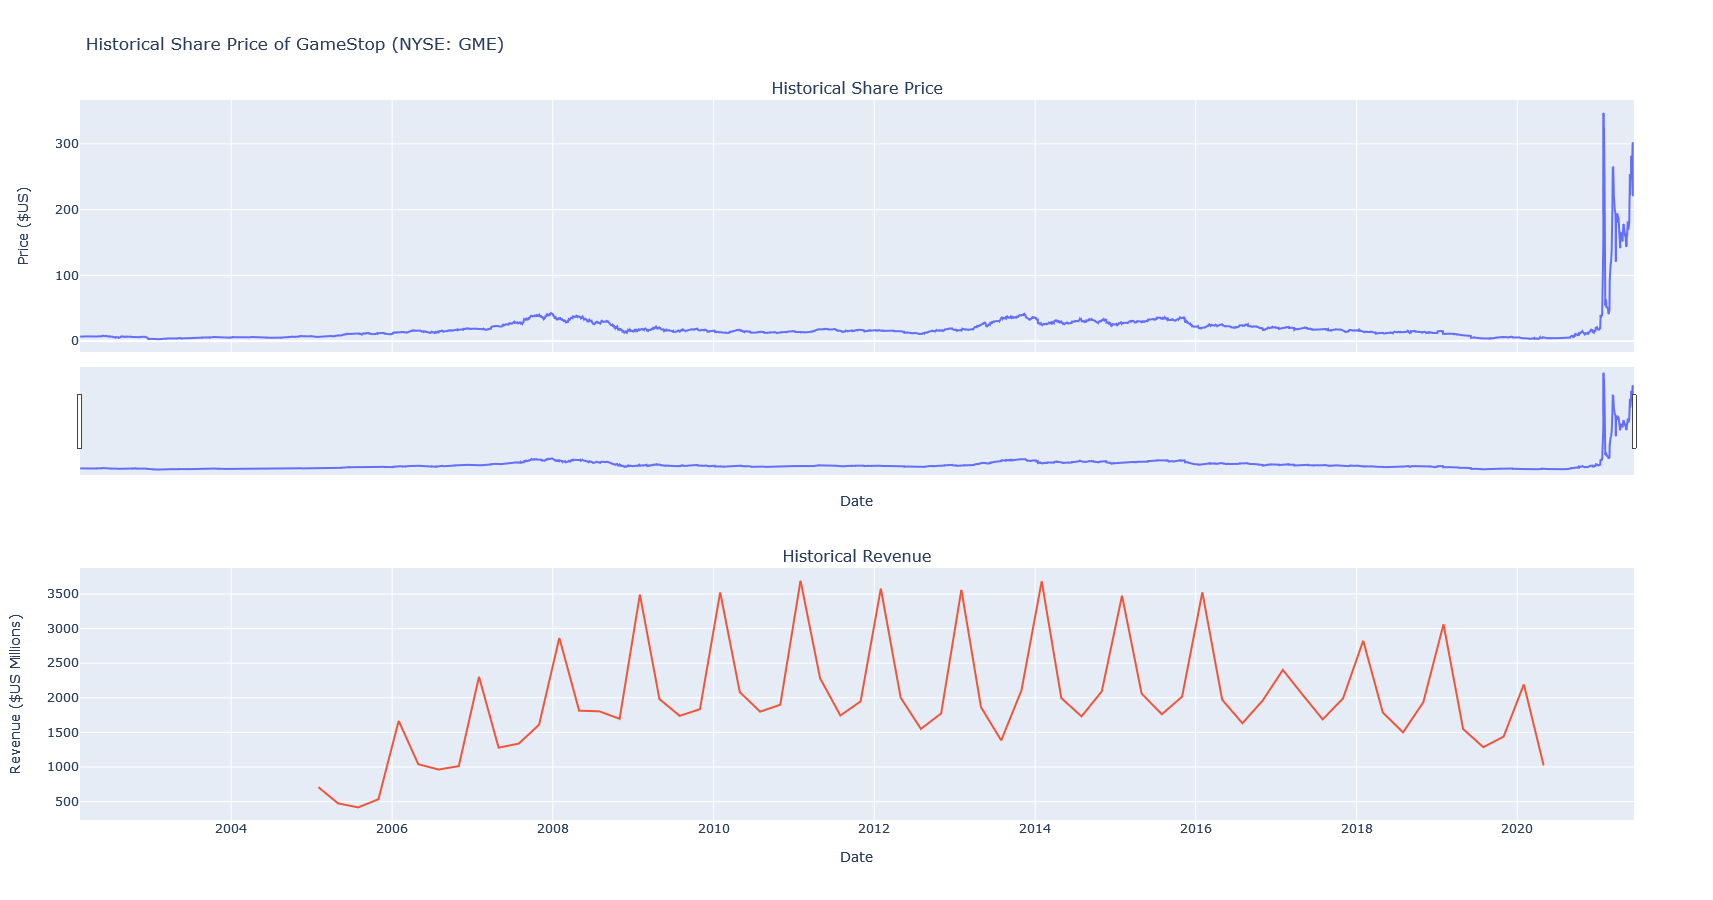 Historical Share Price of GameStop (NYSE: GME)
Historical Share Price
Price ($US)
300
200
100
0
Date
Historical Revenue
Revenue ($US Millions)
3500
3000
2500
2000
1500
1000
500
2004 2006 2008 2010 2012 2014 2016 2018 2020
Date